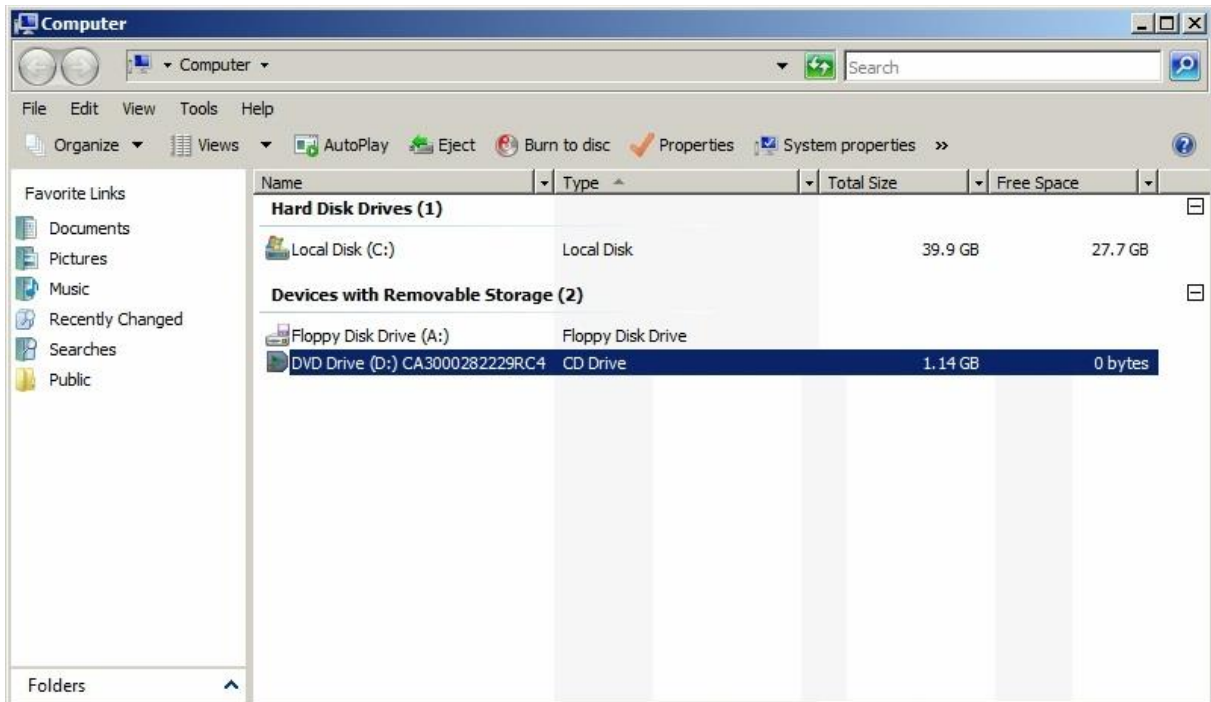 Computer
Computer
Search
File Edit View Tools Help
Organize Views AutoPlay Eject Burn to disc Properties System properties »
Favorite Links
Documents
Pictures
Music
Recently Changed
Searches
Public
Folders
Name Type Total Size Free Space
Hard Disk Drives (1)
Local Disk (C:) Local Disk 39.9 GB 27.7 GB
Devices with Removable Storage (2)
Floppy Disk Drive (A:) Floppy Disk Drive
DVD Drive (D:) CA3000282229RC4 CD Drive 1.14 GB 0 bytes